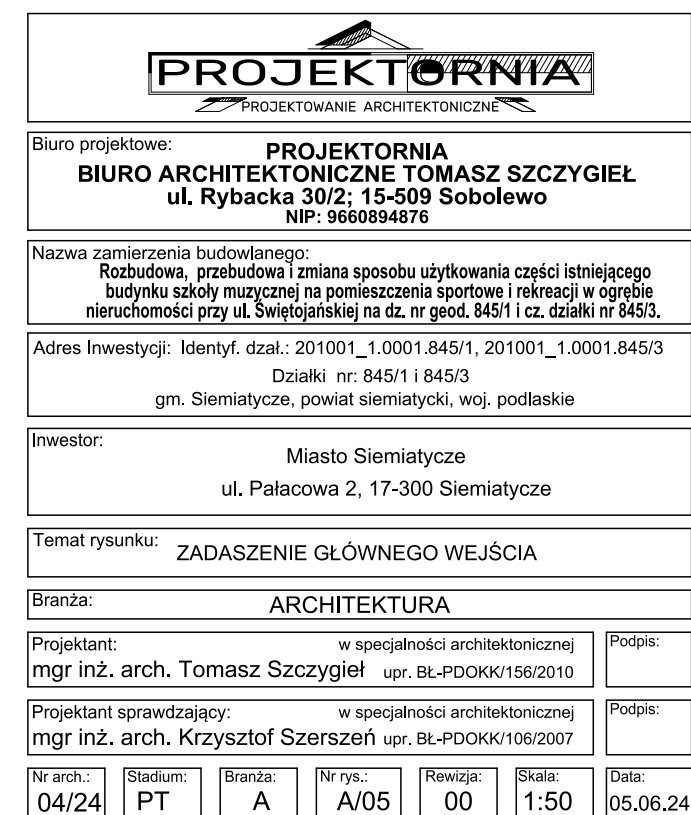 PROJEKTORNIA
PROJEKTOWANIE ARCHITEKTONICZNE
Biuro projektowe:
PROJEKTORNIA
BIURO ARCHITEKTONICZNE TOMASZ SZCZYGIEŁ
ul. Rybacka 30/2; 15-509 Sobolewo
NIP: 9660894876
Nazwa zamierzenia budowlanego:
Rozbudowa, przebudowa i zmiana sposobu użytkowania części istniejącego
budynku szkoły muzycznej na pomieszczenia sportowe i rekreacji w ogrębie
nieruchomości przy ul. Świętojańskiej na dz. nr geod. 845/1 i cz. działki nr 845/3.
Adres Inwestycji: Identyf. dzał.: 201001_1.0001.845/1, 201001_1.0001.845/3
Działki nr: 845/1 i 845/3
gm. Siemiatycze, powiat siemiatycki, woj. podlaskie
Inwestor:
Miasto Siemiatycze
ul. Pałacowa 2, 17-300 Siemiatycze
Temat rysunku: ZADASZENIE GŁÓWNEGO WEJŚCIA
Branża: ARCHITEKTURA
Projektant: w specjalności architektonicznej Podpis:
mgr inż. arch. Tomasz Szczygieł upr. BŁ-PDOKK/156/2010
Projektant sprawdzający: w specjalności architektonicznej Podpis:
mgr inż. arch. Krzysztof Szerszeń upr. BŁ-PDOKK/106/2007
Nr arch.: Stadium: Branża: Nr rys.: Rewizja: Skala: Data:
04/24 PT A A/05 00 1:50 05.06.24